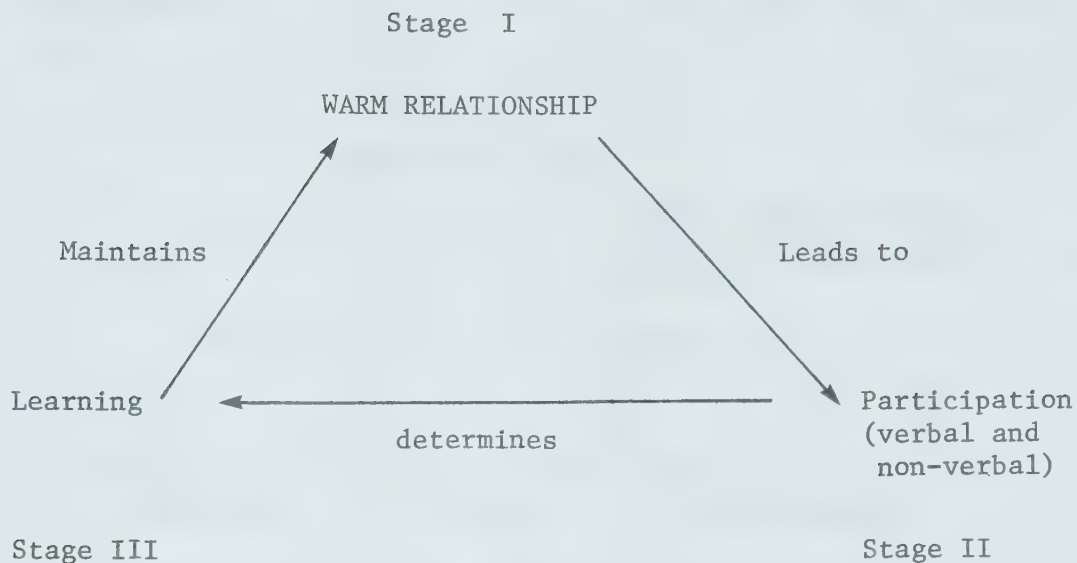 Stage I
WARM RELATIONSHIP
Maintains
Leads to
Learning
determines
Participation
(verbal and
non-verbal)
Stage III
Stage II